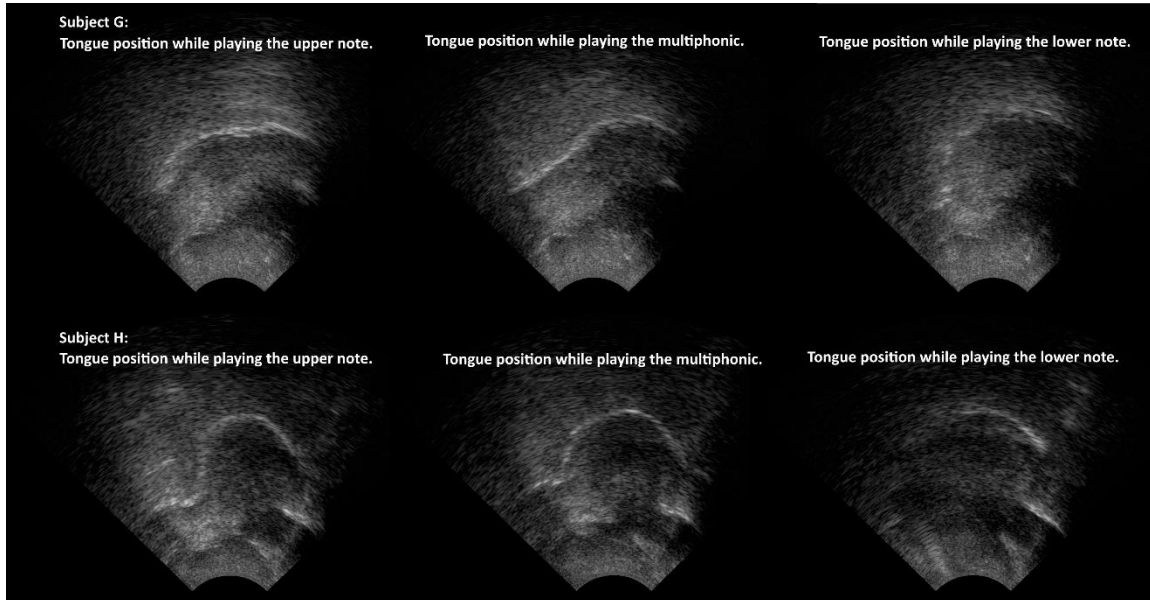 Subject G:
Tongue position while playing the upper note.
Tongue position while playing the multiphonic.
Tongue position while playing the lower note.
Subject H:
Tongue position while playing the upper note.
Tongue position while playing the multiphonic.
Tongue position while playing the lower note.